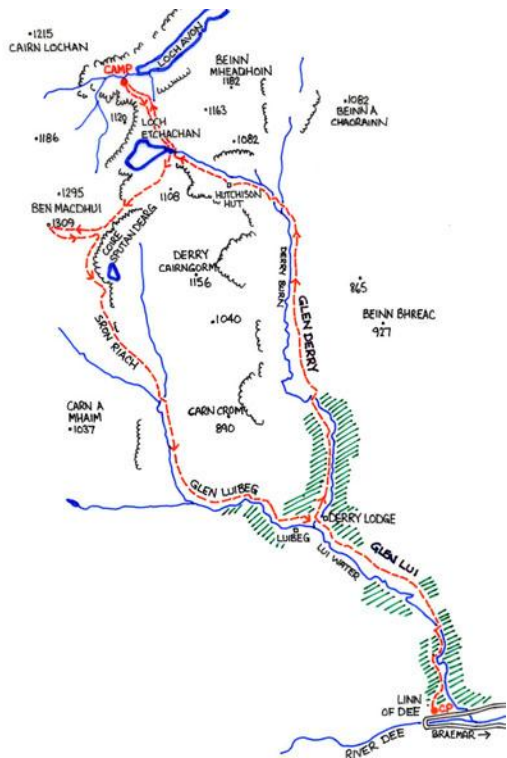 •1215
CAIRN LOCHAN
LOCH AVON
CAMP
BEINN
MHEADHOIN
1182
•1163
•1082
BEINN A
CHAORAINN
1120
LOCH
ETCHACHAN
•1186
•1082
HUTCHISON
HUT
•1295
BEN MACDHUI
•1309
1108
COIRE
SPUTAN DEARG
DERRY
CAIRNGORM
1156
DERRY BURN
GLEN DERRY
865
BEINN BHREAC
927
•1040
SRON RIACH
CARN A
MHAIM
•1037
CARN CROM
890
GLEN LUIBEG
DERRY LODGE
LUIBEG
LUI WATER
GLEN LUI
LINN
OF DEE
CP
RIVER DEE
BRAEMAR →